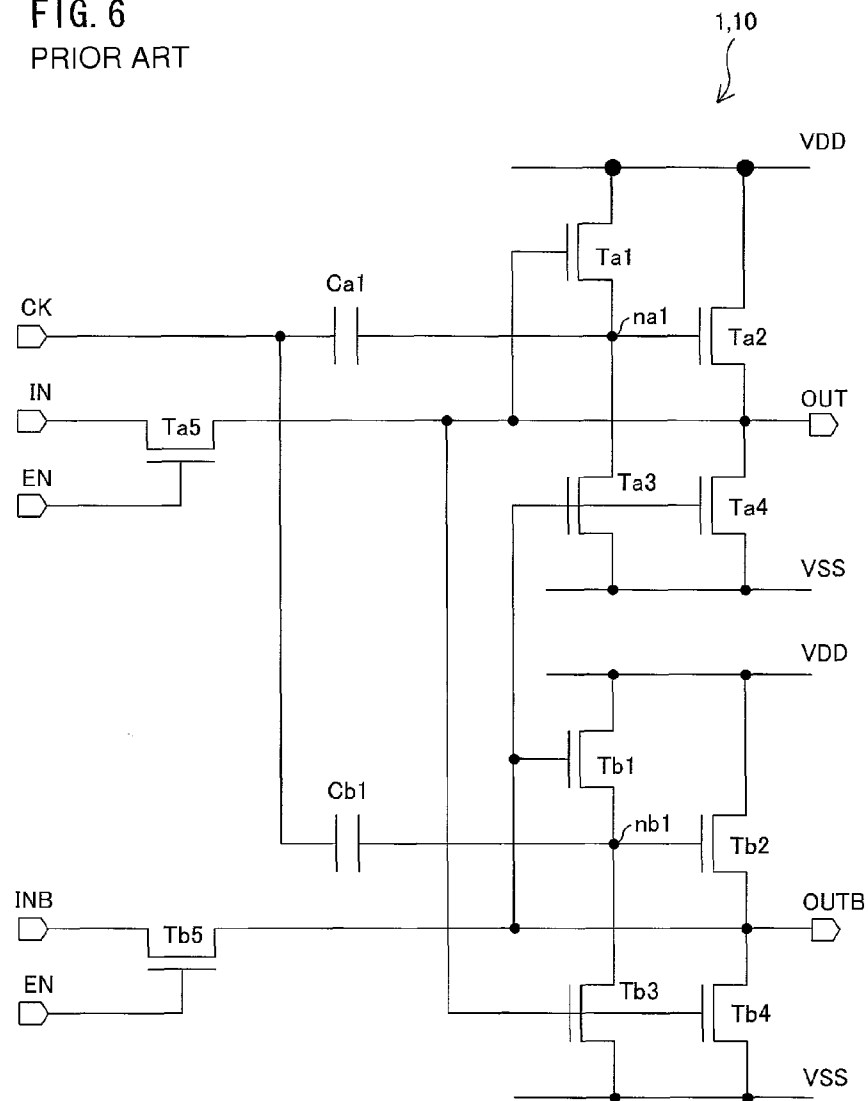 FIG. 6
PRIOR ART
1,10
VDD
Ta1
Ca1
CK
na1
Ta2
IN
OUT
Ta5
EN
Ta3
Ta4
VSS
VDD
Tb1
Cb1
nb1
Tb2
INB
OUTB
Tb5
EN
Tb3
Tb4
VSS